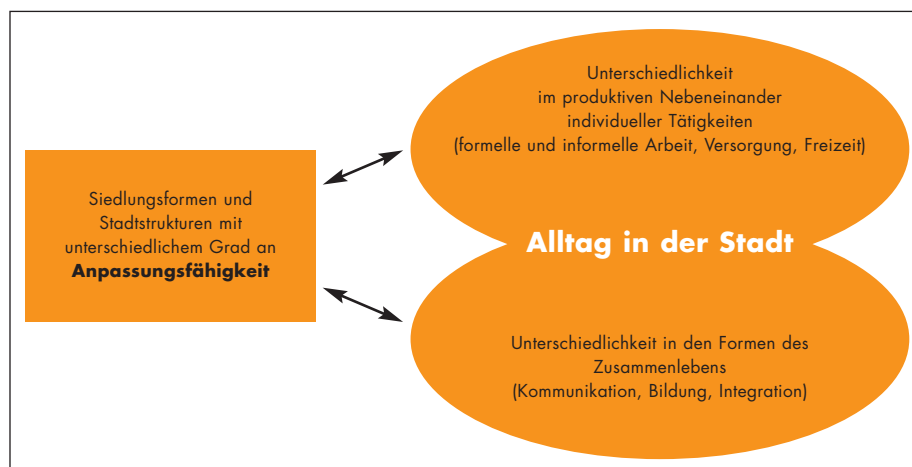 Unterschiedlichkeit
im produktiven Nebeneinander
individueller Tätigkeiten
(formelle und informelle Arbeit, Versorgung, Freizeit)
Siedlungsformen und
Stadtstrukturen mit
unterschiedlichem Grad an
Anpassungsfähigkeit
Alltag in der Stadt
Unterschiedlichkeit in den Formen des
Zusammenlebens
(Kommunikation, Bildung, Integration)